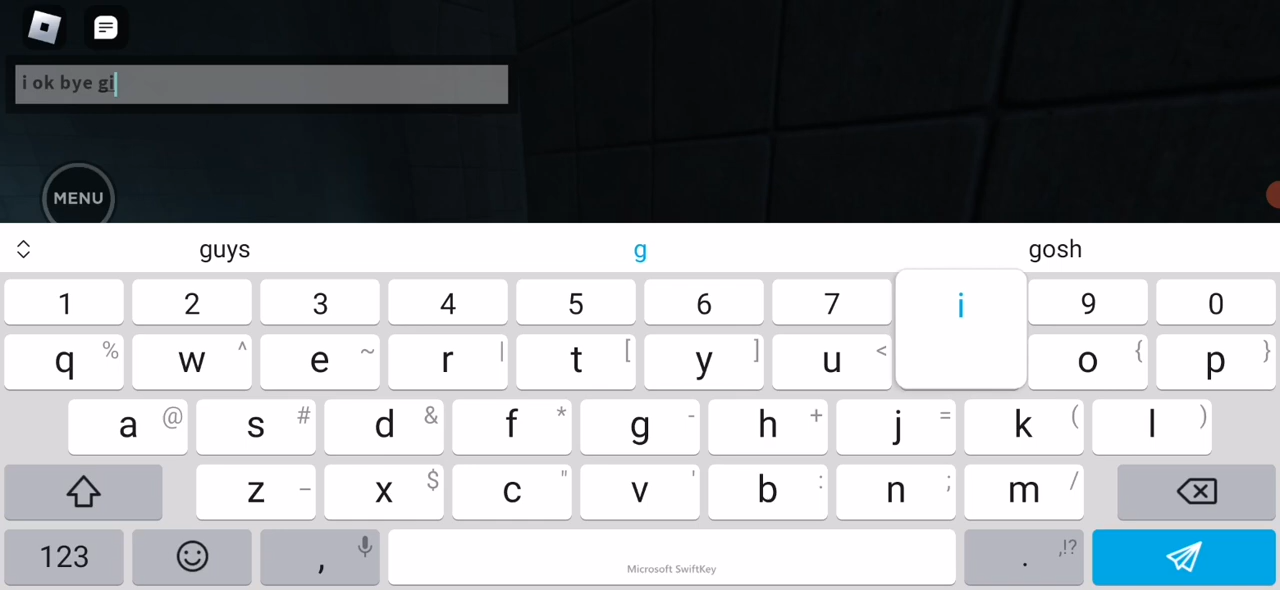 i ok bye gi
MENU
guys g gosh
1 2 3 4 5 6 7 i 9 0
q % w ^ e ~ r | t [ y ] u < o { p }
a @ s # d & f * g - h + j = k ( l )
z _ x $ c " v ' b : n ; m /
123 , Microsoft SwiftKey . ,!?